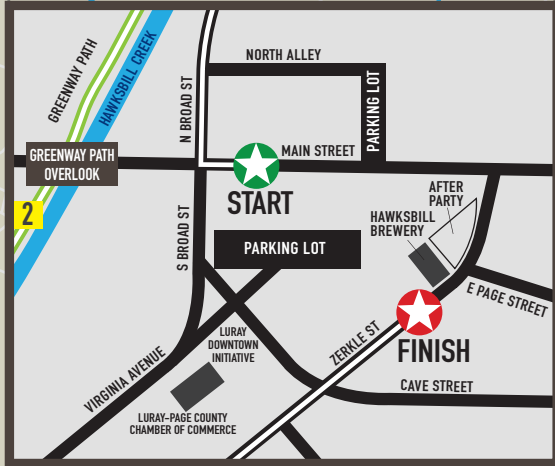 GREENWAY PATH
HAWKSBILL CREEK
N BROAD ST
NORTH ALLEY
PARKING LOT
MAIN STREET
GREENWAY PATH
OVERLOOK
START
2
S BROAD ST
PARKING LOT
AFTER
PARTY
HAWKSBILL
BREWERY
E PAGE STREET
ZERKLE ST
FINISH
LURAY
DOWNTOWN
INITIATIVE
VIRGINIA AVENUE
CAVE STREET
LURAY-PAGE COUNTY
CHAMBER OF COMMERCE